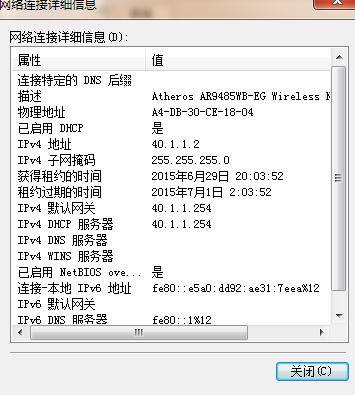 网络连接详细信息
网络连接详细信息(D):
属性 值
连接特定的 DNS 后缀
描述 Atheros AR9485WB-EG Wireless N
物理地址 A4-DB-30-CE-18-04
已启用 DHCP 是
IPv4 地址 40.1.1.2
IPv4 子网掩码 255.255.255.0
获得租约的时间 2015年6月29日 20:03:52
租约过期的时间 2015年7月1日 2:03:52
IPv4 默认网关 40.1.1.254
IPv4 DHCP 服务器 40.1.1.254
IPv4 DNS 服务器
IPv4 WINS 服务器
已启用 NetBIOS ove... 是
连接-本地 IPv6 地址 fe80::e5a0:dd92:ae31:7eea%12
IPv6 默认网关
IPv6 DNS 服务器 fe80::1%12
关闭(C)